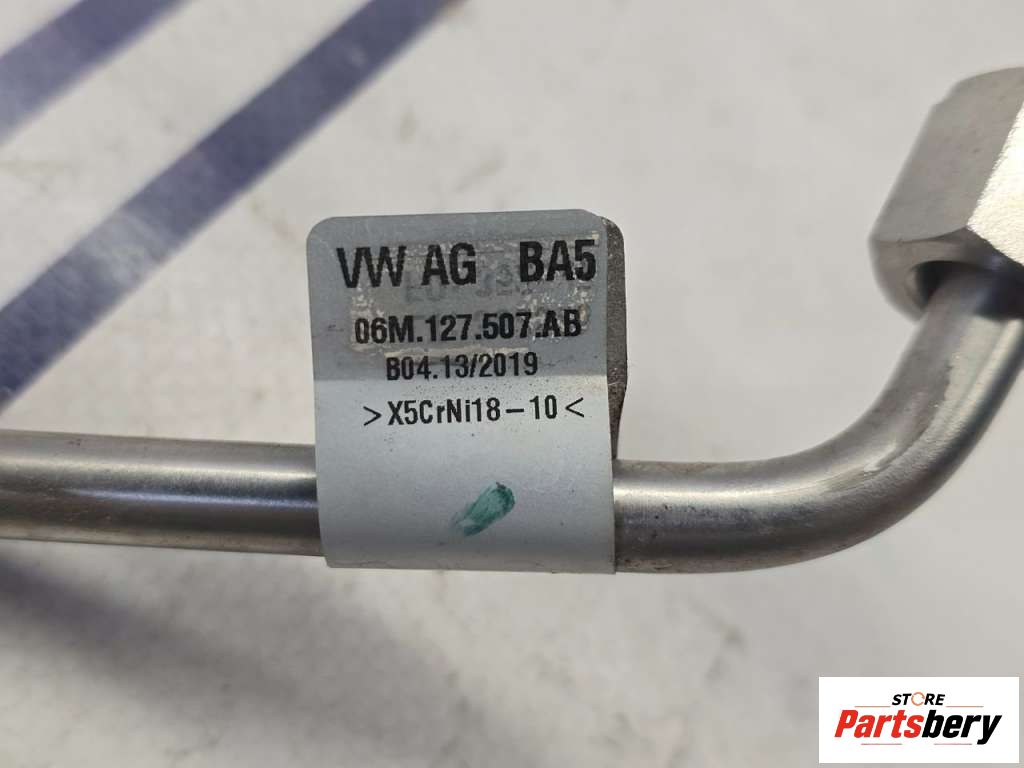 VW AG BA5
06M.127.507.AB
B04.13/2019
>X5CrNi18-10<
STORE
Partsbery